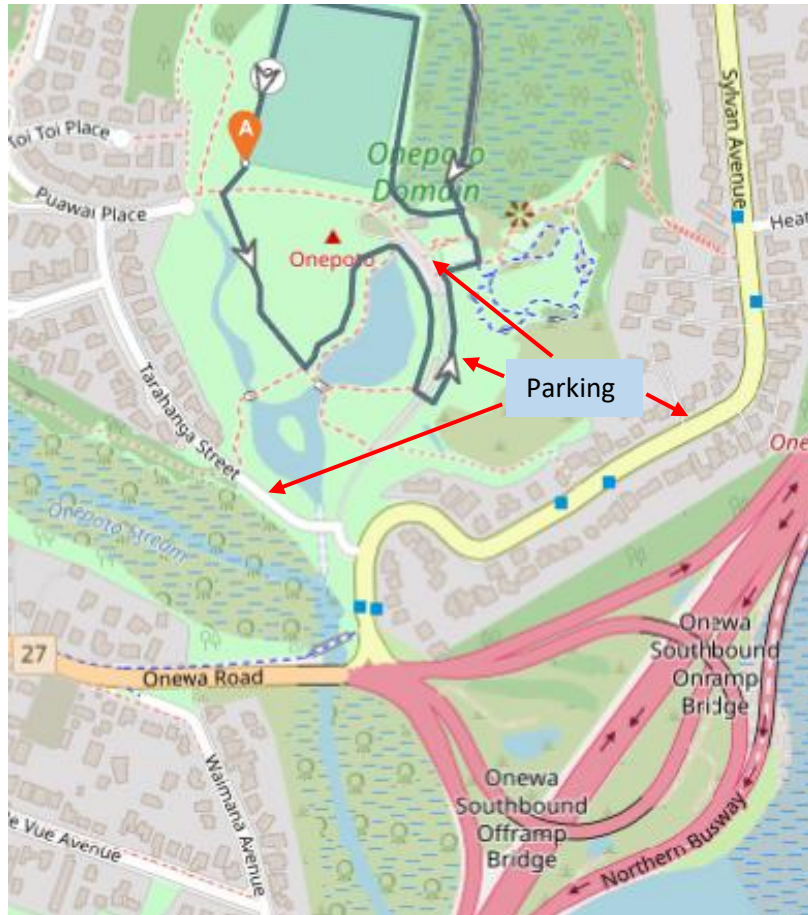 Toi Toi Place
Puawai Place
A
Onepoto
Domain
Onepoto
Sylvan Avenue
Heat
Parking
Tarahanga Street
Onepoto Stream
One
27
Onewa Road
Waimana Avenue
le Vue Avenue
Onewa
Southbound
Onramp
Bridge
Onewa
Southbound
Offramp
Bridge
Northern Busway